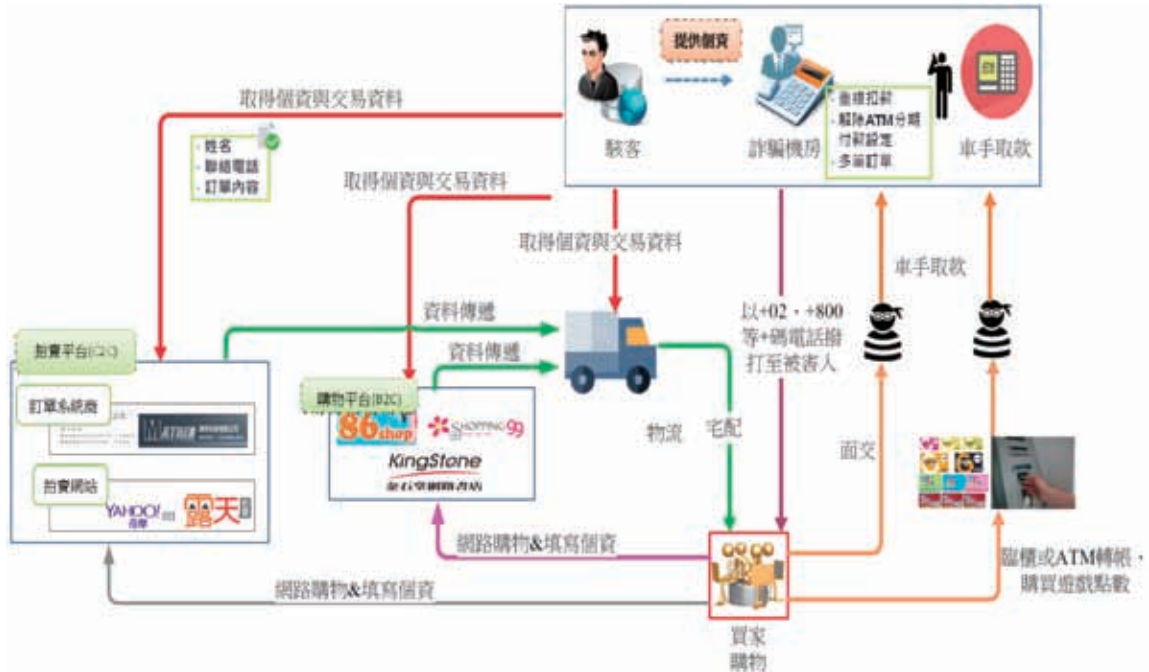 提供個資
駭客
詐騙機房
· 重複扣款
· 解除ATM分期
付款設定
· 多筆訂單
車手取款
取得個資與交易資料
· 姓名
· 聯絡電話
· 訂單內容
取得個資與交易資料
取得個資與交易資料
車手取款
以+02、+800
等+碼電話撥
打至被害人
資料傳遞
資料傳遞
拍賣平台(C2C)
訂單系統商
拍賣網站
YAHOO!
奇摩
露天
購物平台(B2C)
86shop
SHOPPING99
KingStone
金石堂網路書店
物流
宅配
面交
網路購物&填寫個資
網路購物&填寫個資
臨櫃或ATM轉帳、
購買遊戲點數
買家
購物